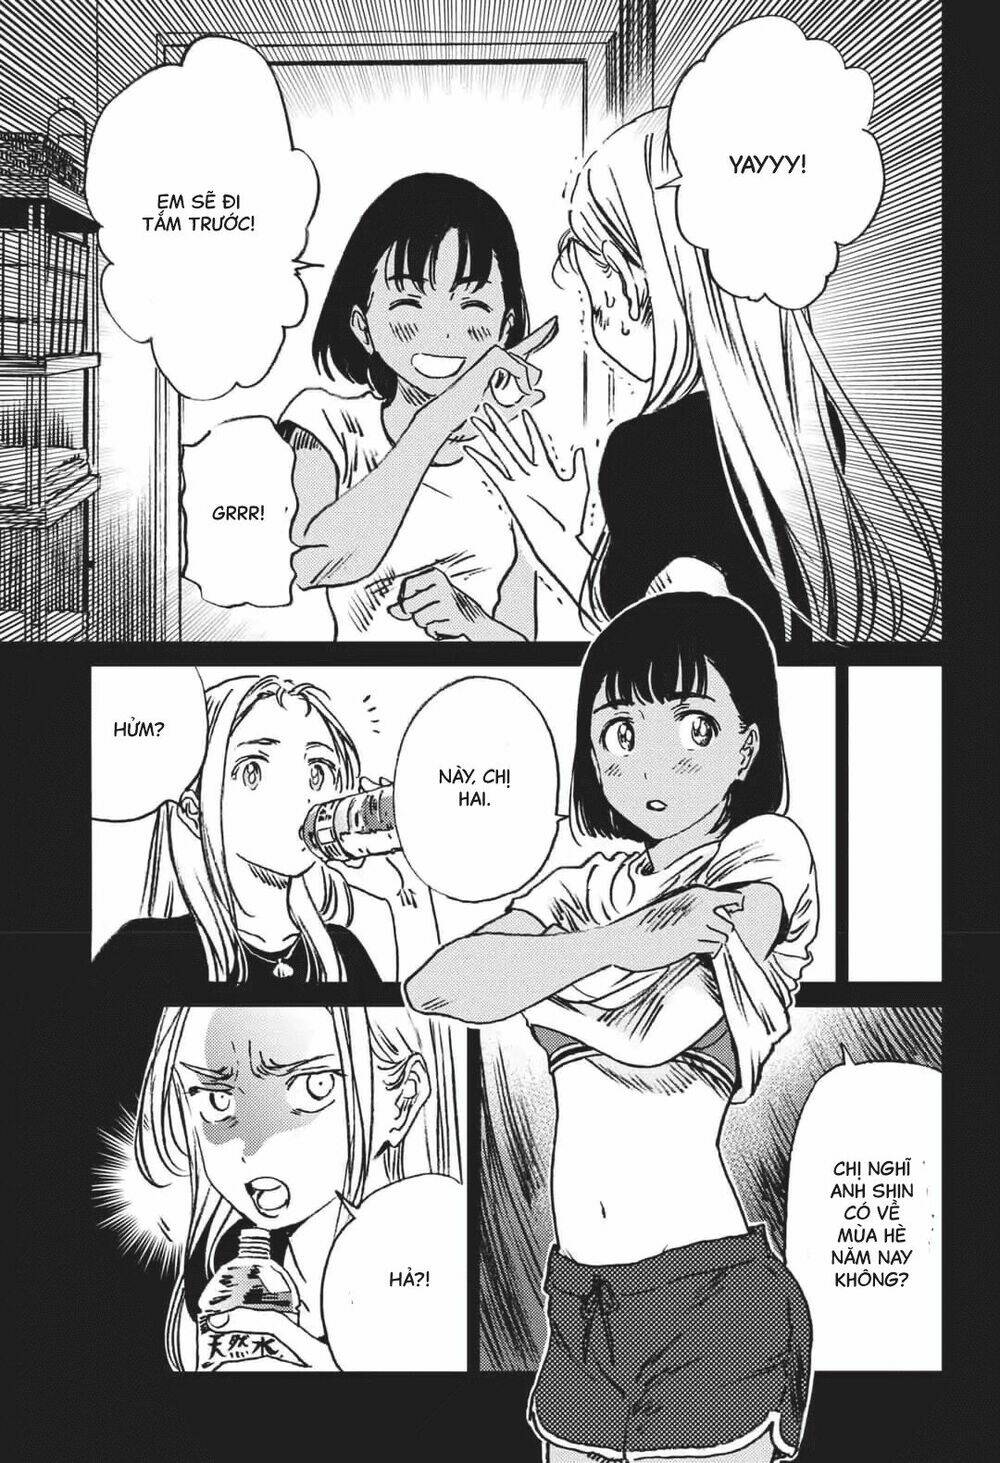 YAYYY!
EM SẼ ĐI
TẮM TRƯỚC!
GRRR!
NÀY, CHỊ
HAI.
HỬM?
CHỊ NGHĨ
ANH SHIN
CÓ VỀ
MÙA HÈ
NĂM NAY
KHÔNG?
HẢ?!
天然水